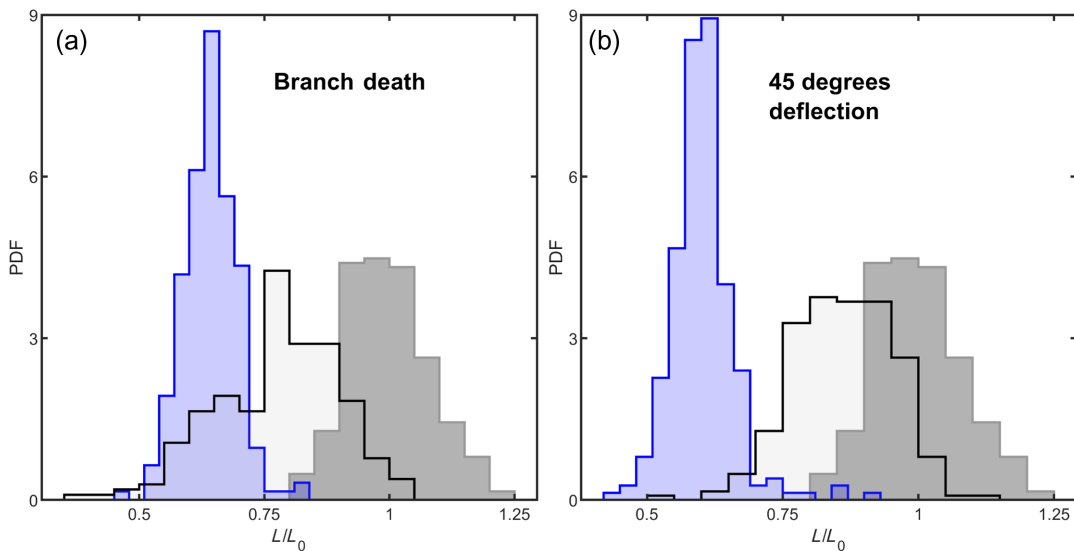 (a)
Branch death
9
6
3
0
PDF
0.5
0.75
1
1.25
L/L0
(b)
45 degrees
deflection
9
6
3
0
PDF
0.5
0.75
1
1.25
L/L0